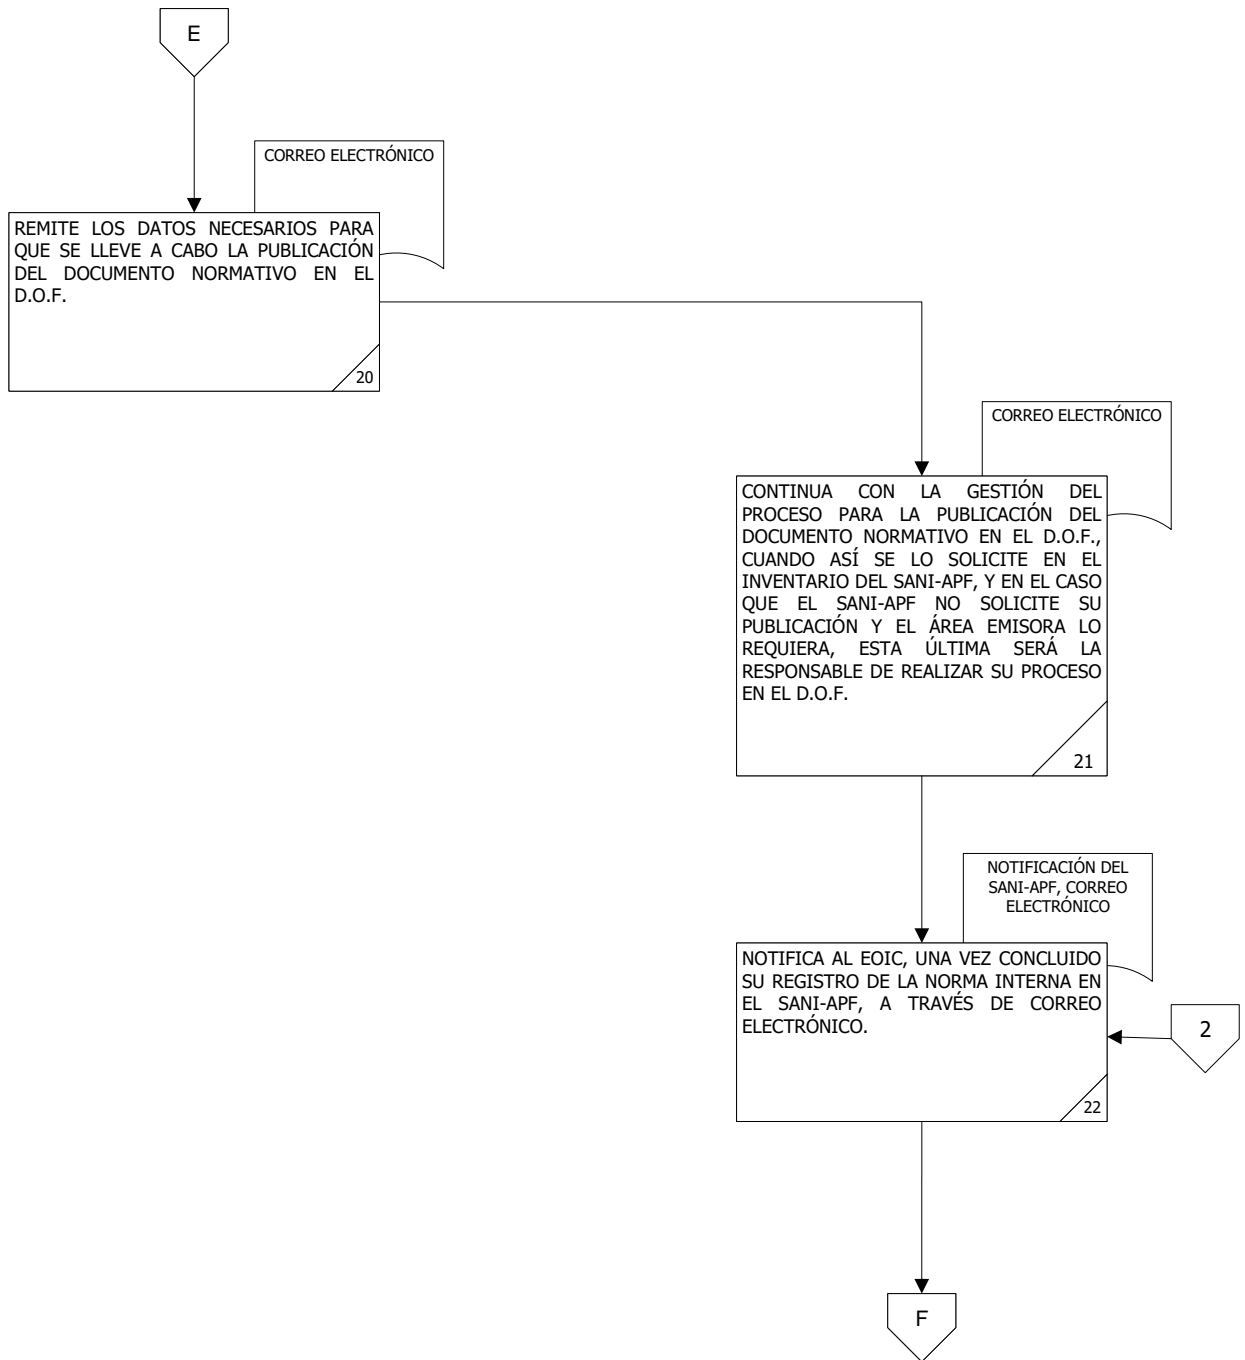 E
CORREO ELECTRÓNICO
REMITE LOS DATOS NECESARIOS PARA
QUE SE LLEVE A CABO LA PUBLICACIÓN
DEL DOCUMENTO NORMATIVO EN EL
D.O.F.
20
CORREO ELECTRÓNICO
CONTINUA CON LA GESTIÓN DEL
PROCESO PARA LA PUBLICACIÓN DEL
DOCUMENTO NORMATIVO EN EL D.O.F.,
CUANDO ASÍ SE LO SOLICITE EN EL
INVENTARIO DEL SANI-APF, Y EN EL CASO
QUE EL SANI-APF NO SOLICITE SU
PUBLICACIÓN Y EL ÁREA EMISORA LO
REQUIERA, ESTA ÚLTIMA SERÁ LA
RESPONSABLE DE REALIZAR SU PROCESO
EN EL D.O.F.
21
NOTIFICACIÓN DEL
SANI-APF, CORREO
ELECTRÓNICO
NOTIFICA AL EOIC, UNA VEZ CONCLUIDO
SU REGISTRO DE LA NORMA INTERNA EN
EL SANI-APF, A TRAVÉS DE CORREO
ELECTRÓNICO.
22
2
F